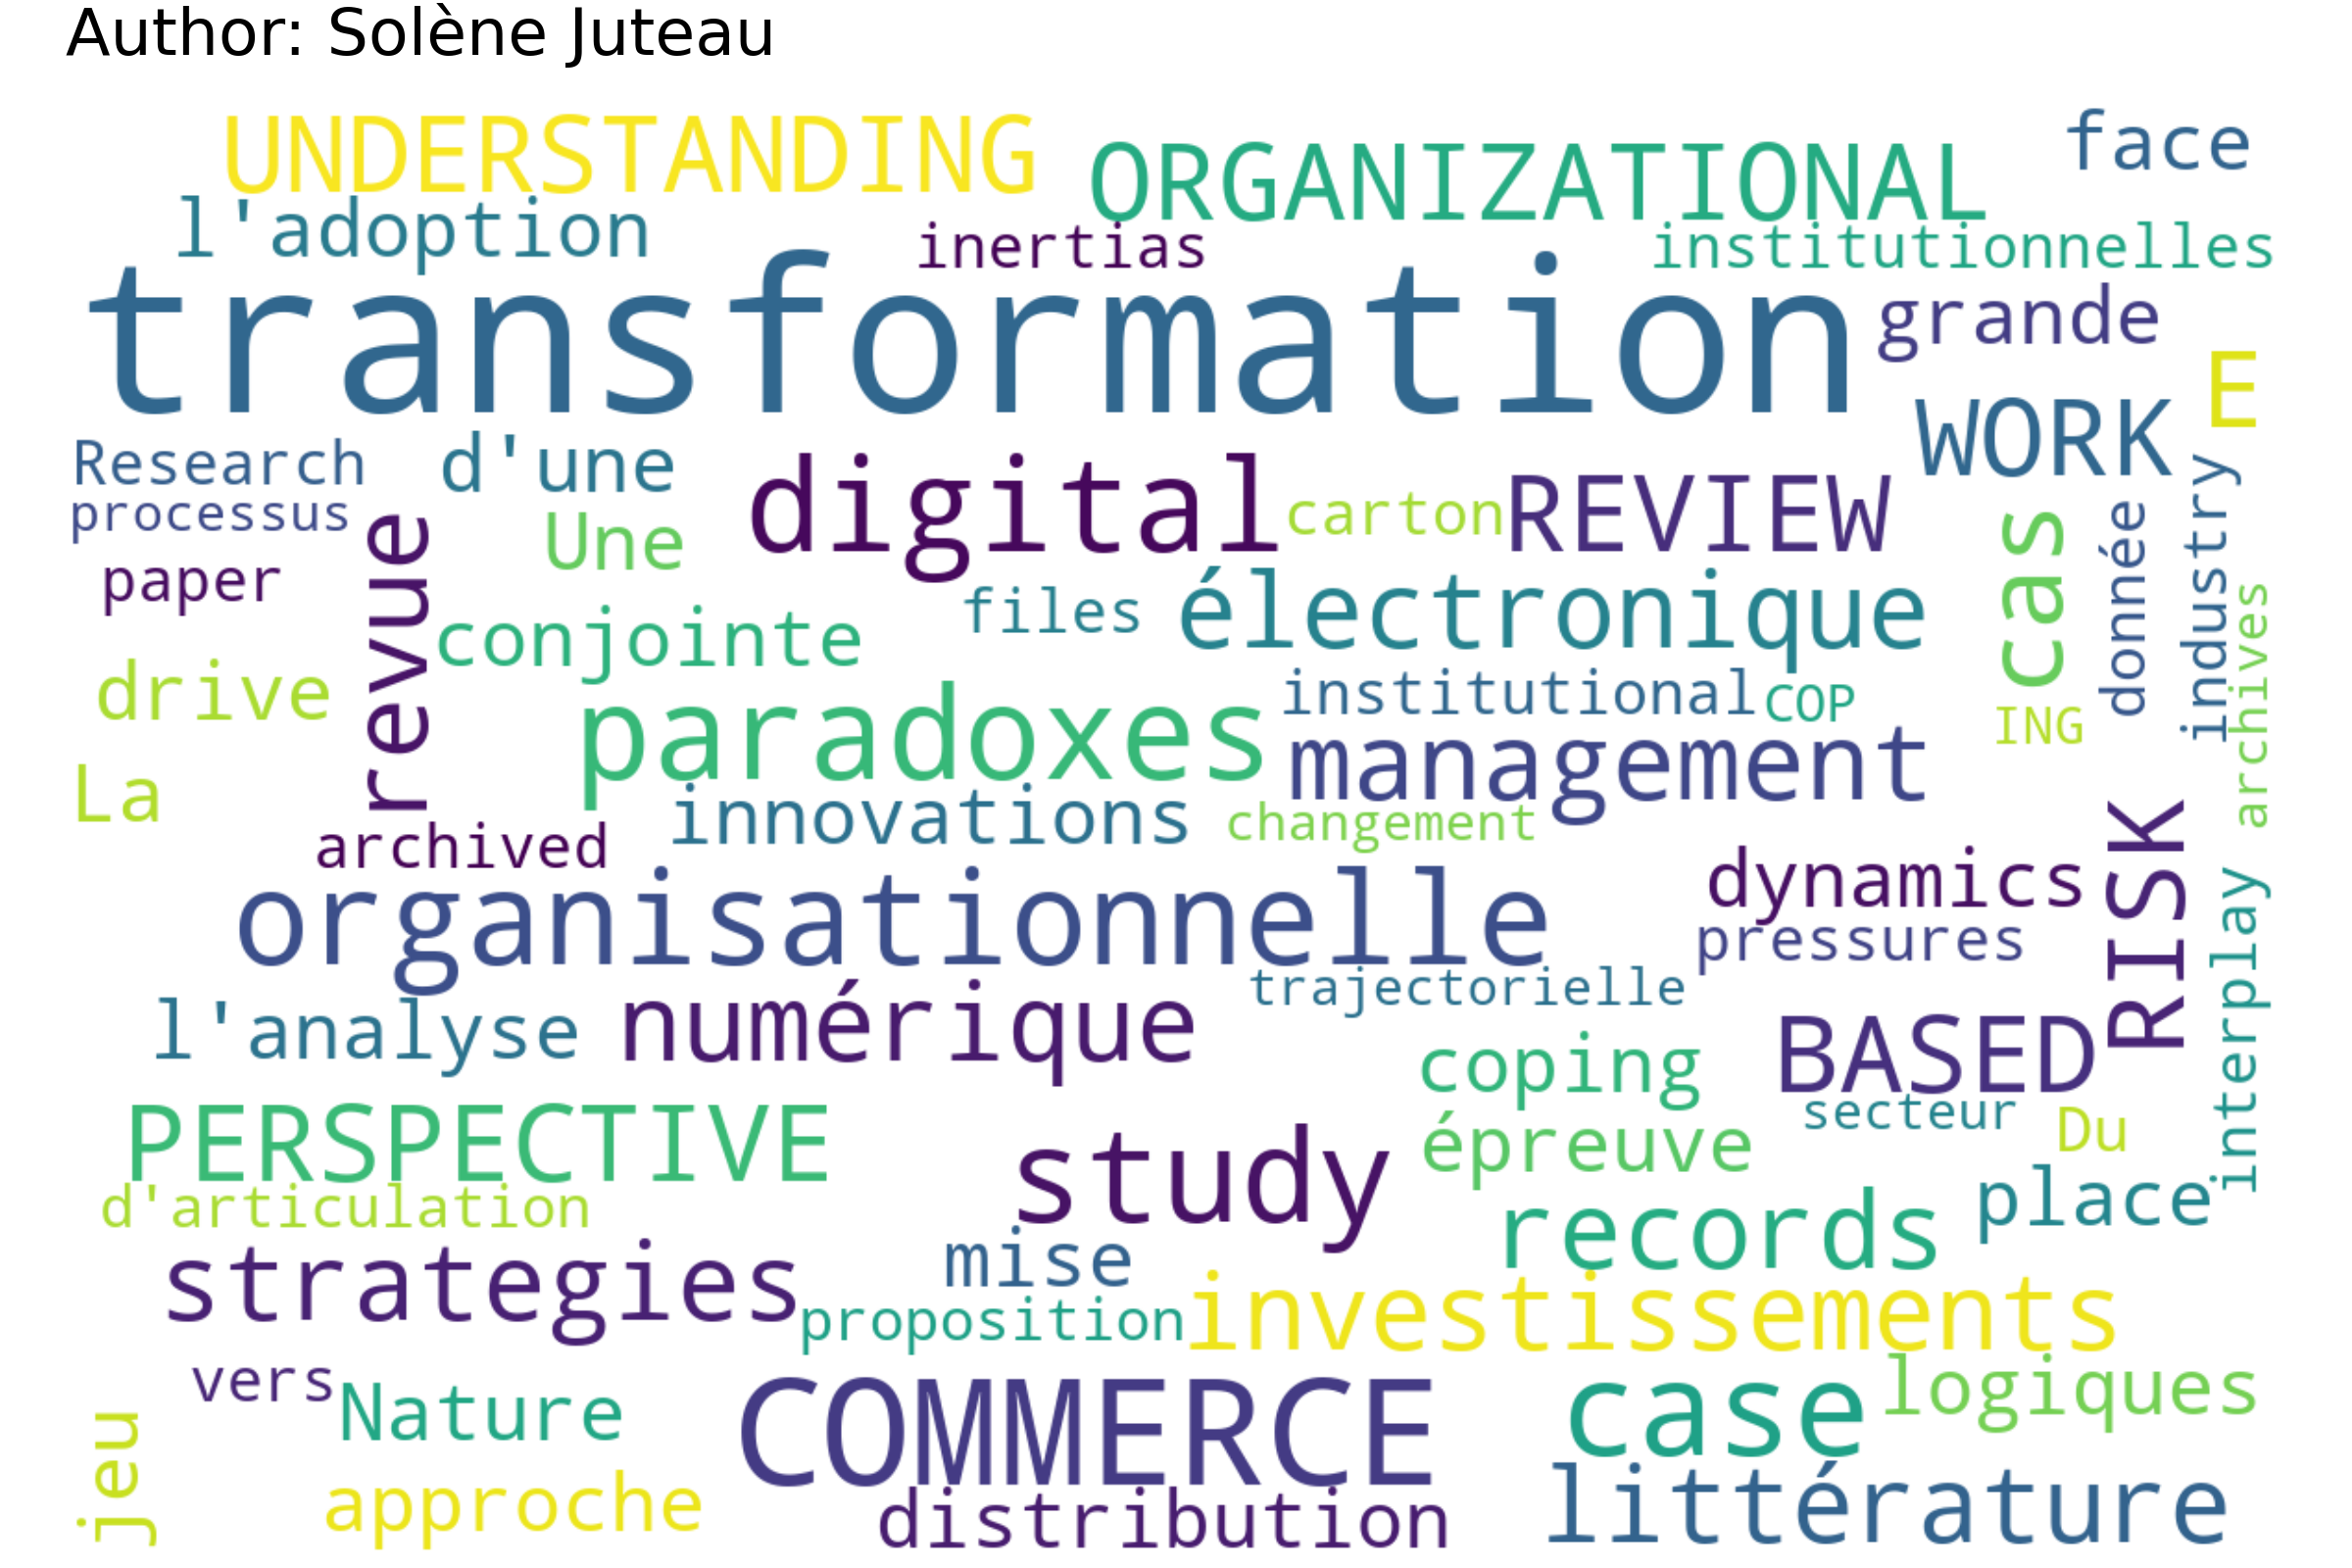 Author: Solène Juteau
UNDERSTANDING
ORGANIZATIONAL
face
l'adoption
inertias
institutionnelles
transformation
grande
E
WORK
Research
d'une
digital
carton
REVIEW
cas
donnée
industry
processus
revue
Une
paper
files
électronique
archives
conjointe
drive
paradoxes
institutional
COP
ING
management
La
innovations
changement
RISK
archived
organisationnelle
dynamics
pressures
interplay
l'analyse
numérique
trajectorielle
coping
BASED
secteur
Du
PERSPECTIVE
study
épreuve
place
d'articulation
records
strategies
mise
proposition
investissements
vers
Nature
COMMERCE
case
logiques
jeu
approche
distribution
littérature